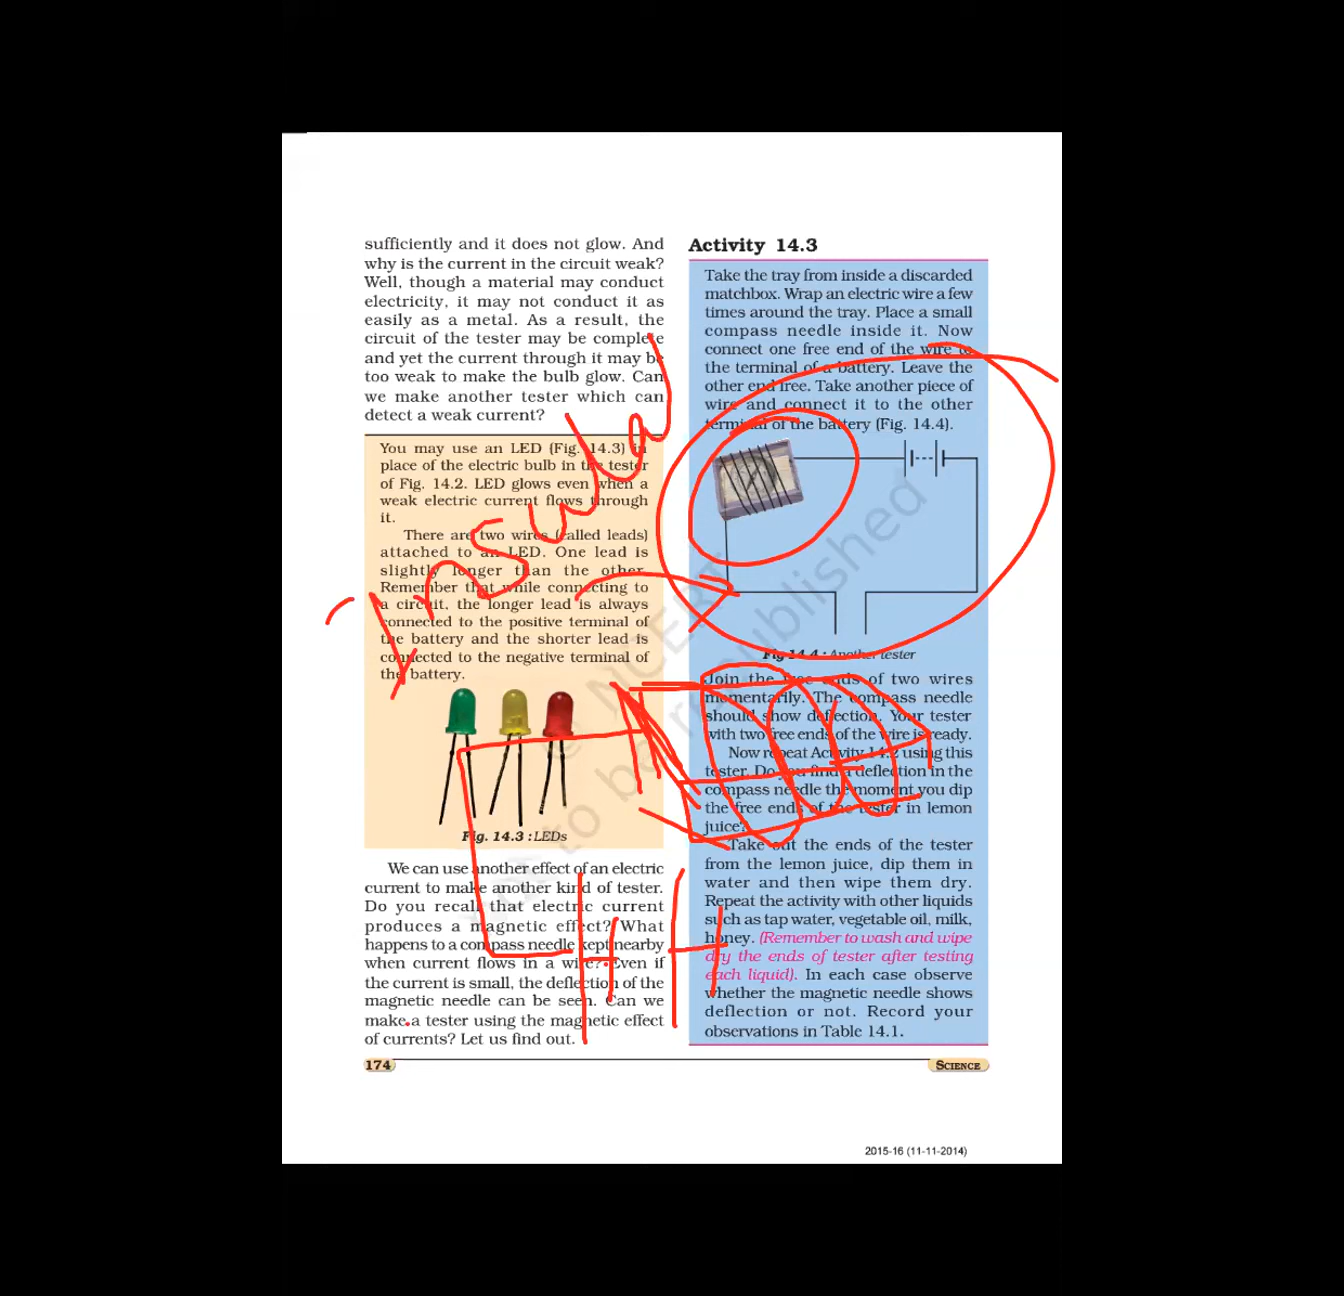 sufficiently and it does not glow. And
why is the current in the circuit weak?
Well, though a material may conduct
electricity, it may not conduct it as
easily as a metal. As a result, the
circuit of the tester may be complete
and yet the current through it may be
too weak to make the bulb glow. Can
we make another tester which can
detect a weak current?
You may use an LED (Fig. 14.3) in
place of the electric bulb in the tester
of Fig. 14.2. LED glows even when a
weak electric current flows through
it.
There are two wires (called leads)
attached to an LED. One lead is
slightly longer than the other.
Remember that while connecting to
a circuit, the longer lead is always
connected to the positive terminal of
the battery and the shorter lead is
connected to the negative terminal of
the battery.
Fig. 14.3 : LEDs
We can use another effect of an electric
current to make another kind of tester.
Do you recall that electric current
produces a magnetic effect? What
happens to a compass needle kept nearby
when current flows in a wire? Even if
the current is small, the deflection of the
magnetic needle can be seen. Can we
make a tester using the magnetic effect
of currents? Let us find out.
Activity 14.3
Take the tray from inside a discarded
matchbox. Wrap an electric wire a few
times around the tray. Place a small
compass needle inside it. Now
connect one free end of the wire to
the terminal of a battery. Leave the
other end free. Take another piece of
wire and connect it to the other
terminal of the battery (Fig. 14.4).
Fig 14.4 : Another tester
Join the free ends of two wires
momentarily. The compass needle
should show deflection. Your tester
with two free ends of the wire is ready.
Now repeat Activity 14.2 using this
tester. Do you find a deflection in the
compass needle the moment you dip
the free ends of the tester in lemon
juice?
Take out the ends of the tester
from the lemon juice, dip them in
water and then wipe them dry.
Repeat the activity with other liquids
such as tap water, vegetable oil, milk,
honey. (Remember to wash and wipe
dry the ends of tester after testing
each liquid). In each case observe
whether the magnetic needle shows
deflection or not. Record your
observations in Table 14.1.
174
SCIENCE
2015-16 (11-11-2014)
© NCERT
not to be republished